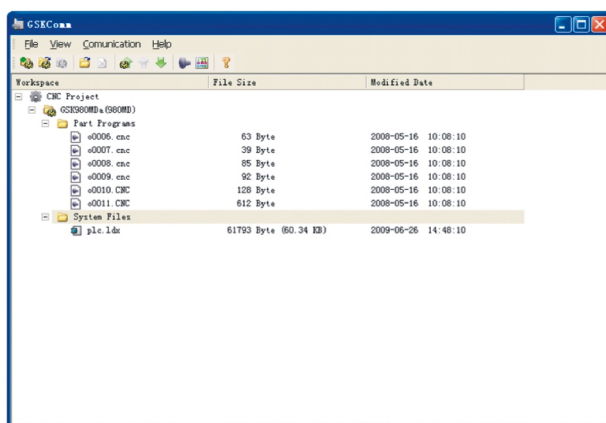 GSKComm
File View Comunication Help
Workspace File Size Modified Date
CNC Project
GSK980MDa(980MD)
Part Programs
o0006.cnc 63 Byte 2008-05-16 10:08:10
o0007.cnc 39 Byte 2008-05-16 10:08:10
o0008.cnc 85 Byte 2008-05-16 10:08:10
o0009.cnc 92 Byte 2008-05-16 10:08:10
o0010.CNC 128 Byte 2008-05-16 10:08:10
o0011.CNC 612 Byte 2008-05-16 10:08:10
System Files
plc.ldx 61793 Byte (60.34 KB) 2009-06-26 14:48:10